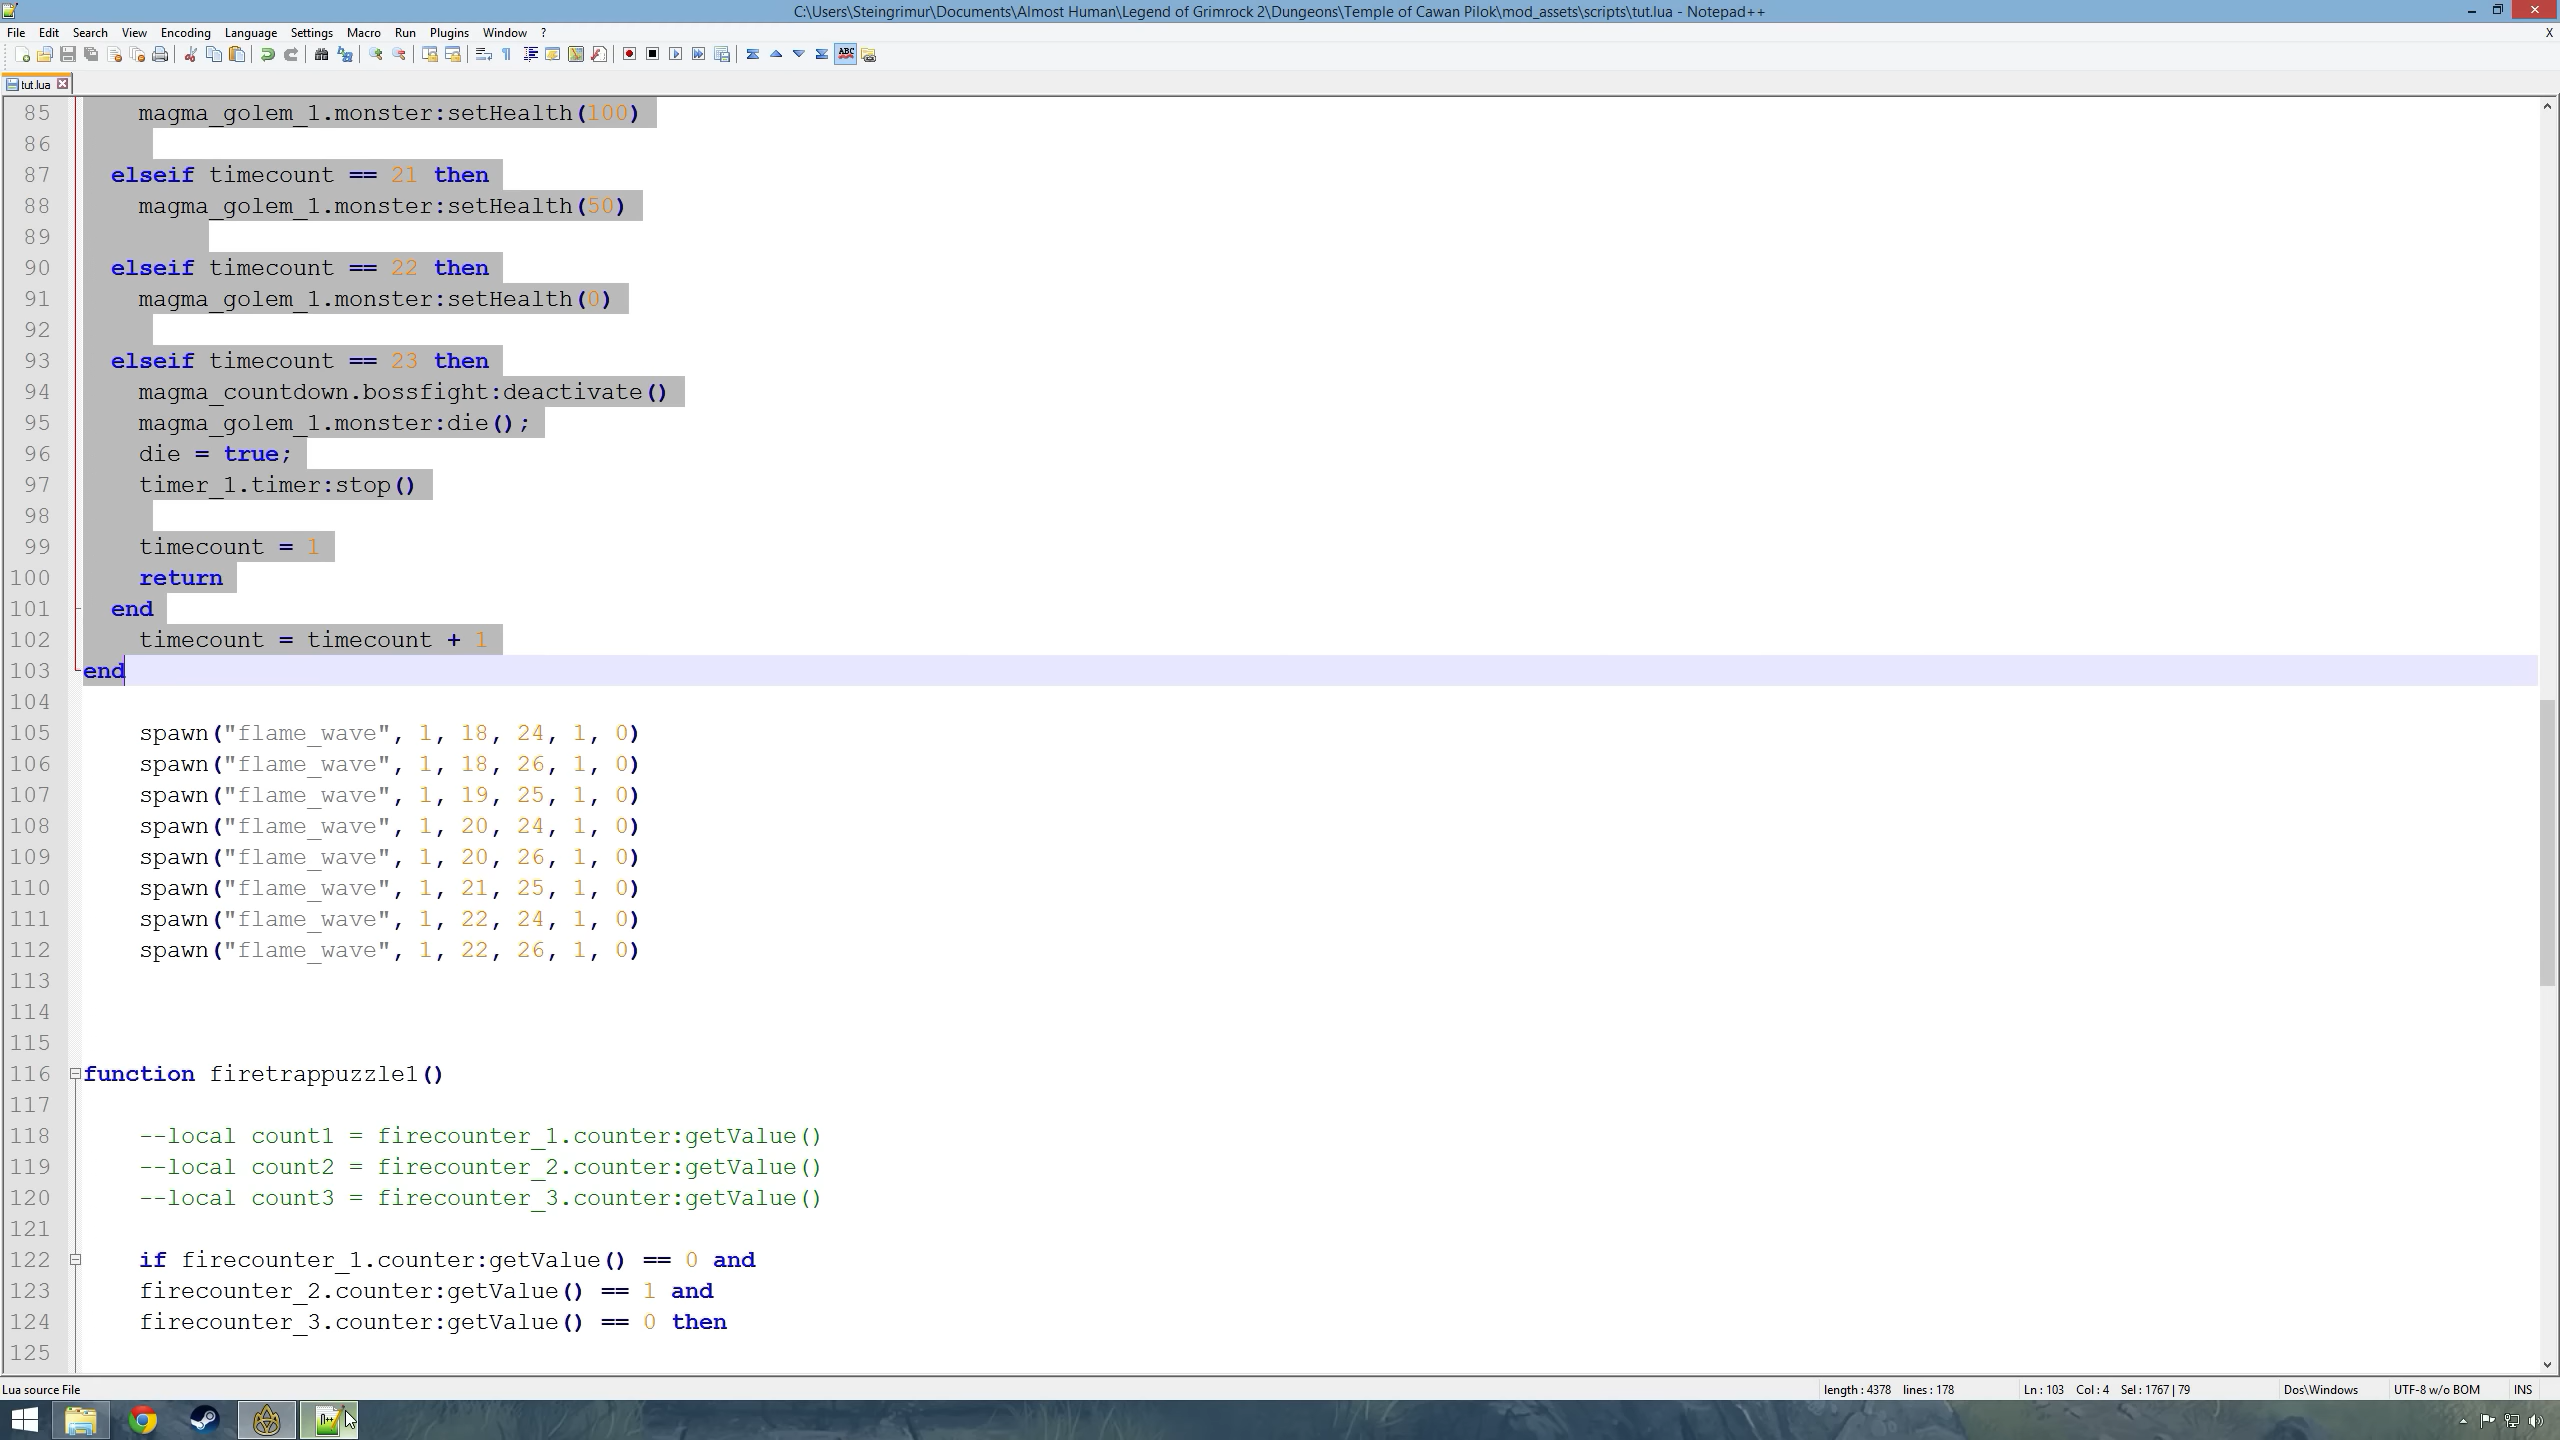 C:\Users\Steingrimur\Documents\Almost Human\Legend of Grimrock 2\Dungeons\Temple of Cawan Pilok\mod_assets\scripts\tut.lua - Notepad++
File Edit Search View Encoding Language Settings Macro Run Plugins Window ? X
ABC
tut.lua
85 magma_golem_1.monster:setHealth(100)
86
87 elseif timecount == 21 then
88 magma_golem_1.monster:setHealth(50)
89
90 elseif timecount == 22 then
91 magma_golem_1.monster:setHealth(0)
92
93 elseif timecount == 23 then
94 magma_countdown.bossfight:deactivate()
95 magma_golem_1.monster:die();
96 die = true;
97 timer_1.timer:stop()
98
99 timecount = 1
100 return
101 end
102 timecount = timecount + 1
103 end
104
105 spawn("flame_wave", 1, 18, 24, 1, 0)
106 spawn("flame_wave", 1, 18, 26, 1, 0)
107 spawn("flame_wave", 1, 19, 25, 1, 0)
108 spawn("flame_wave", 1, 20, 24, 1, 0)
109 spawn("flame_wave", 1, 20, 26, 1, 0)
110 spawn("flame_wave", 1, 21, 25, 1, 0)
111 spawn("flame_wave", 1, 22, 24, 1, 0)
112 spawn("flame_wave", 1, 22, 26, 1, 0)
113
114
115
116 function firetrappuzzle1()
117
118 --local count1 = firecounter_1.counter:getValue()
119 --local count2 = firecounter_2.counter:getValue()
120 --local count3 = firecounter_3.counter:getValue()
121
122 if firecounter_1.counter:getValue() == 0 and
123 firecounter_2.counter:getValue() == 1 and
124 firecounter_3.counter:getValue() == 0 then
125
Lua source File length : 4378 lines : 178 Ln : 103 Col : 4 Sel : 1767 | 79 Dos\Windows UTF-8 w/o BOM INS